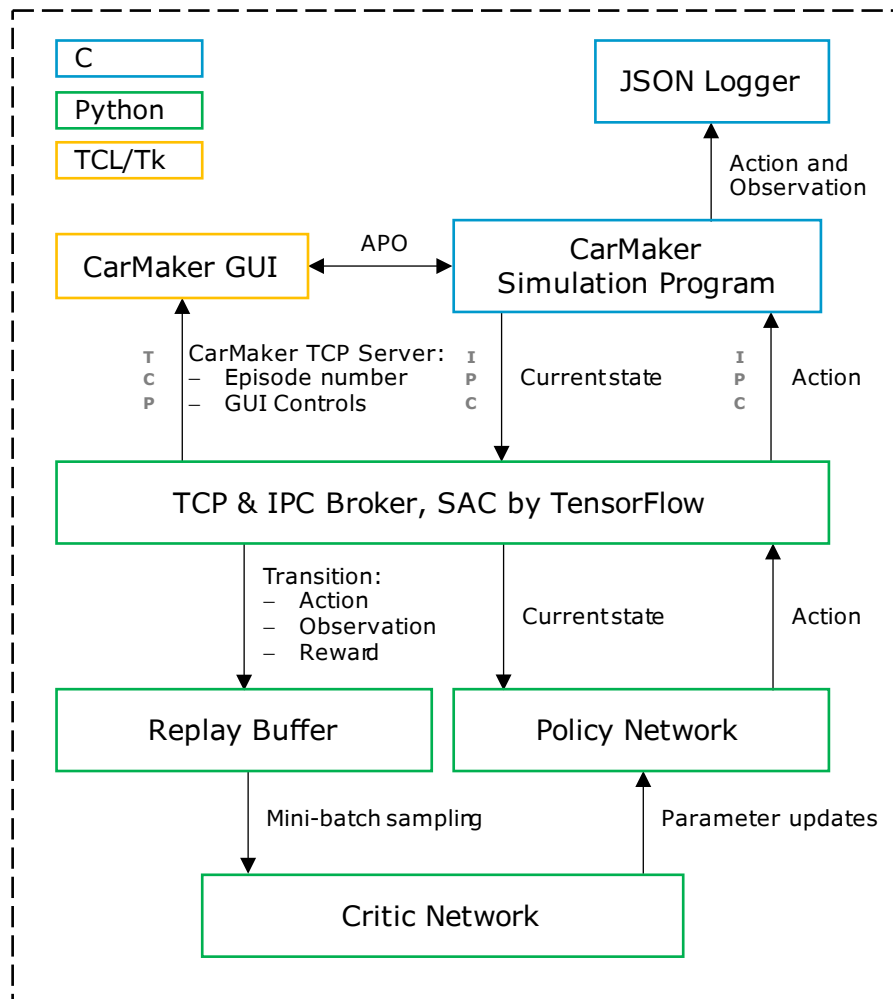 C
Python
TCL/Tk
JSON Logger
Action and
Observation
CarMaker GUI
APO
CarMaker
Simulation Program
T
C
P
CarMaker TCP Server:
– Episode number
– GUI Controls
I
P
C
Current state
I
P
C
Action
TCP & IPC Broker, SAC by TensorFlow
Transition:
– Action
– Observation
– Reward
Current state
Action
Replay Buffer
Policy Network
Mini-batch sampling
Parameter updates
Critic Network